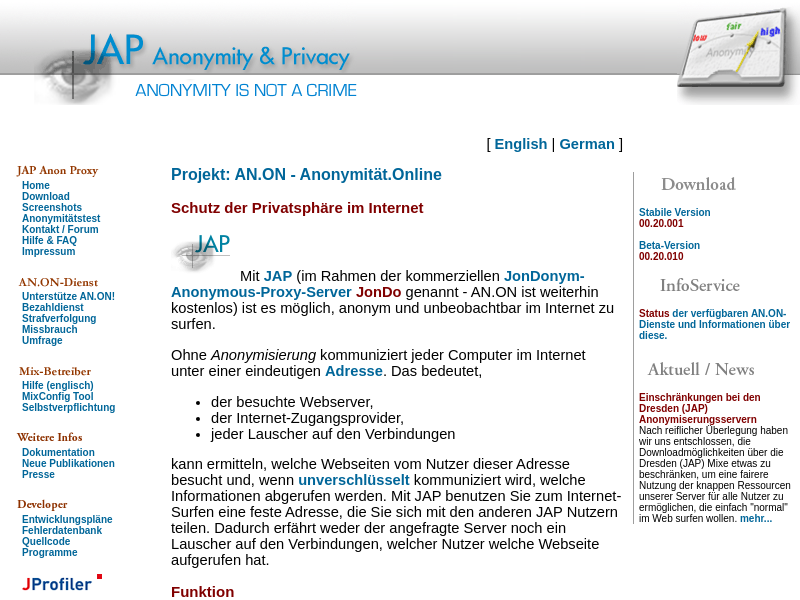 JAP Anonymity & Privacy
ANONYMITY IS NOT A CRIME
low
fair
high
Anonymity
[ English | German ]
JAP Anon Proxy
Home
Download
Screenshots
Anonymitätstest
Kontakt / Forum
Hilfe & FAQ
Impressum
AN.ON-Dienst
Unterstütze AN.ON!
Bezahldienst
Strafverfolgung
Missbrauch
Umfrage
Mix-Betreiber
Hilfe (englisch)
MixConfig Tool
Selbstverpflichtung
Weitere Infos
Dokumentation
Neue Publikationen
Presse
Developer
Entwicklungspläne
Fehlerdatenbank
Quellcode
Programme
JProfiler
Projekt: AN.ON - Anonymität.Online
Schutz der Privatsphäre im Internet
JAP
Mit JAP (im Rahmen der kommerziellen JonDonym-
Anonymous-Proxy-Server JonDo genannt - AN.ON ist weiterhin
kostenlos) ist es möglich, anonym und unbeobachtbar im Internet zu
surfen.
Ohne Anonymisierung kommuniziert jeder Computer im Internet
unter einer eindeutigen Adresse. Das bedeutet,
• der besuchte Webserver,
• der Internet-Zugangsprovider,
• jeder Lauscher auf den Verbindungen
kann ermitteln, welche Webseiten vom Nutzer dieser Adresse
besucht und, wenn unverschlüsselt kommuniziert wird, welche
Informationen abgerufen werden. Mit JAP benutzen Sie zum Internet-
Surfen eine feste Adresse, die Sie sich mit den anderen JAP Nutzern
teilen. Dadurch erfährt weder der angefragte Server noch ein
Lauscher auf den Verbindungen, welcher Nutzer welche Webseite
aufgerufen hat.
Funktion
Download
Stabile Version
00.20.001
Beta-Version
00.20.010
InfoService
Status der verfügbaren AN.ON-
Dienste und Informationen über
diese.
Aktuell / News
Einschränkungen bei den
Dresden (JAP)
Anonymisierungsservern
Nach reiflicher Überlegung haben
wir uns entschlossen, die
Downloadmöglichkeiten über die
Dresden (JAP) Mixe etwas zu
beschränken, um eine fairere
Nutzung der knappen Ressourcen
unserer Server für alle Nutzer zu
ermöglichen, die einfach "normal"
im Web surfen wollen. mehr...